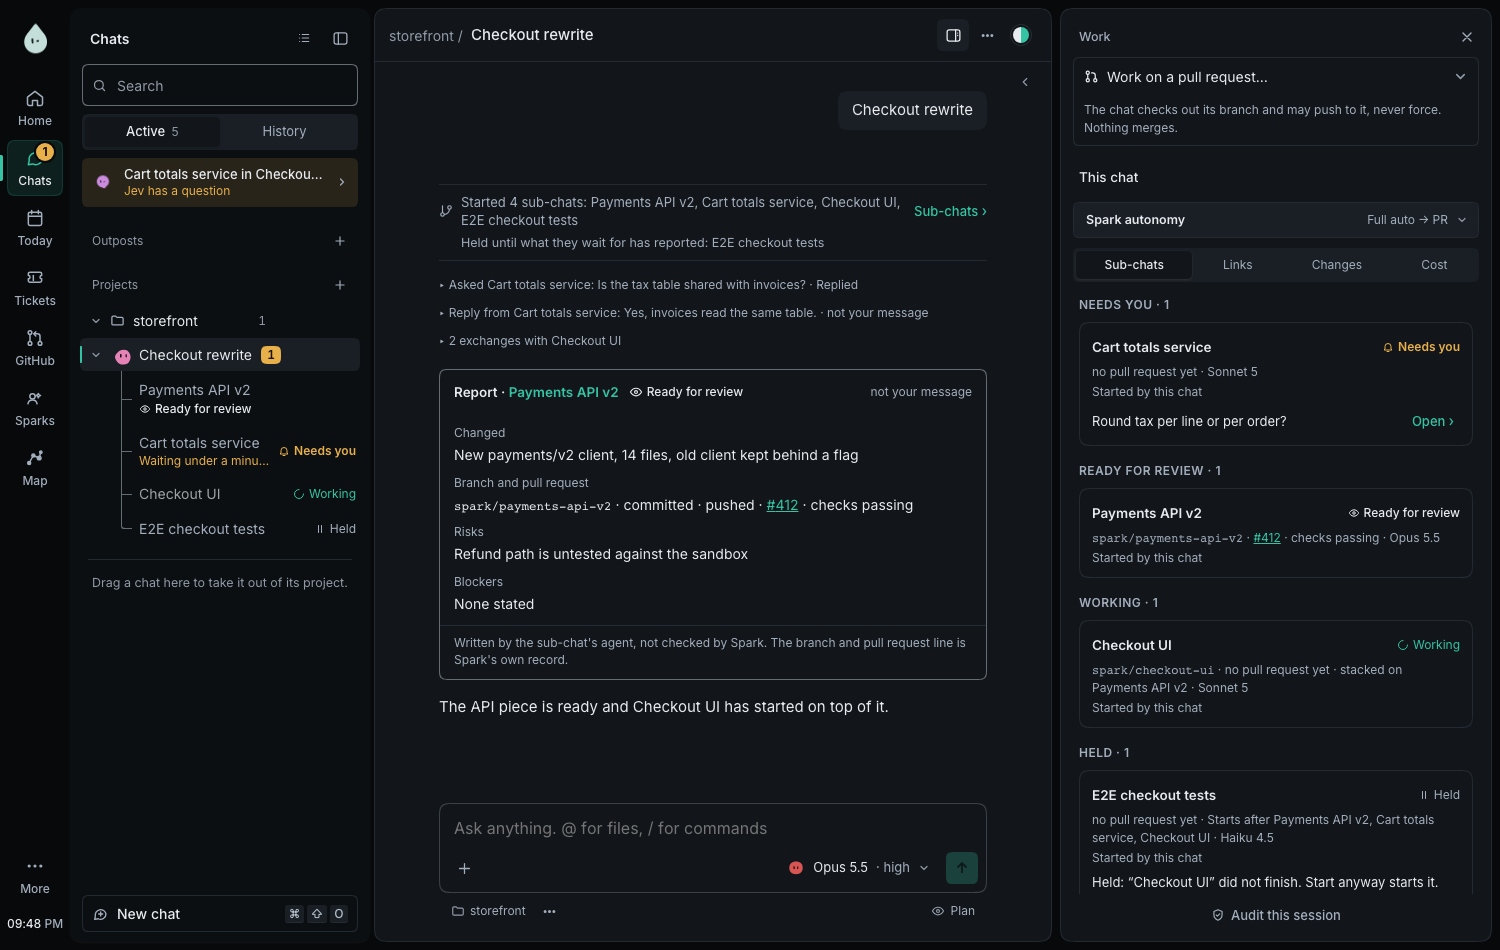 Home
1
Chats
Today
Tickets
GitHub
Sparks
Map
More
09:48 PM
Chats
Search
Active 5
History
Cart totals service in Checkou...
Jev has a question
Outposts
Projects
storefront 1
Checkout rewrite 1
Payments API v2
Ready for review
Cart totals service
Waiting under a minu...
Needs you
Checkout UI
Working
E2E checkout tests
Held
Drag a chat here to take it out of its project.
New chat
⌘ ⇧ O
storefront / Checkout rewrite
Checkout rewrite
Started 4 sub-chats: Payments API v2, Cart totals service, Checkout UI,
E2E checkout tests
Sub-chats ›
Held until what they wait for has reported: E2E checkout tests
Asked Cart totals service: Is the tax table shared with invoices? · Replied
Reply from Cart totals service: Yes, invoices read the same table. · not your message
2 exchanges with Checkout UI
Report · Payments API v2
Ready for review
not your message
Changed
New payments/v2 client, 14 files, old client kept behind a flag
Branch and pull request
spark/payments-api-v2 · committed · pushed · #412 · checks passing
Risks
Refund path is untested against the sandbox
Blockers
None stated
Written by the sub-chat's agent, not checked by Spark. The branch and pull request line is
Spark's own record.
The API piece is ready and Checkout UI has started on top of it.
Ask anything. @ for files, / for commands
Opus 5.5 · high
storefront
Plan
Work
Work on a pull request...
The chat checks out its branch and may push to it, never force.
Nothing merges.
This chat
Spark autonomy
Full auto → PR
Sub-chats
Links
Changes
Cost
NEEDS YOU · 1
Cart totals service
Needs you
no pull request yet · Sonnet 5
Started by this chat
Round tax per line or per order?
Open ›
READY FOR REVIEW · 1
Payments API v2
Ready for review
spark/payments-api-v2 · #412 · checks passing · Opus 5.5
Started by this chat
WORKING · 1
Checkout UI
Working
spark/checkout-ui · no pull request yet · stacked on
Payments API v2 · Sonnet 5
Started by this chat
HELD · 1
E2E checkout tests
Held
no pull request yet · Starts after Payments API v2, Cart totals
service, Checkout UI · Haiku 4.5
Started by this chat
Held: “Checkout UI” did not finish. Start anyway starts it.
Audit this session